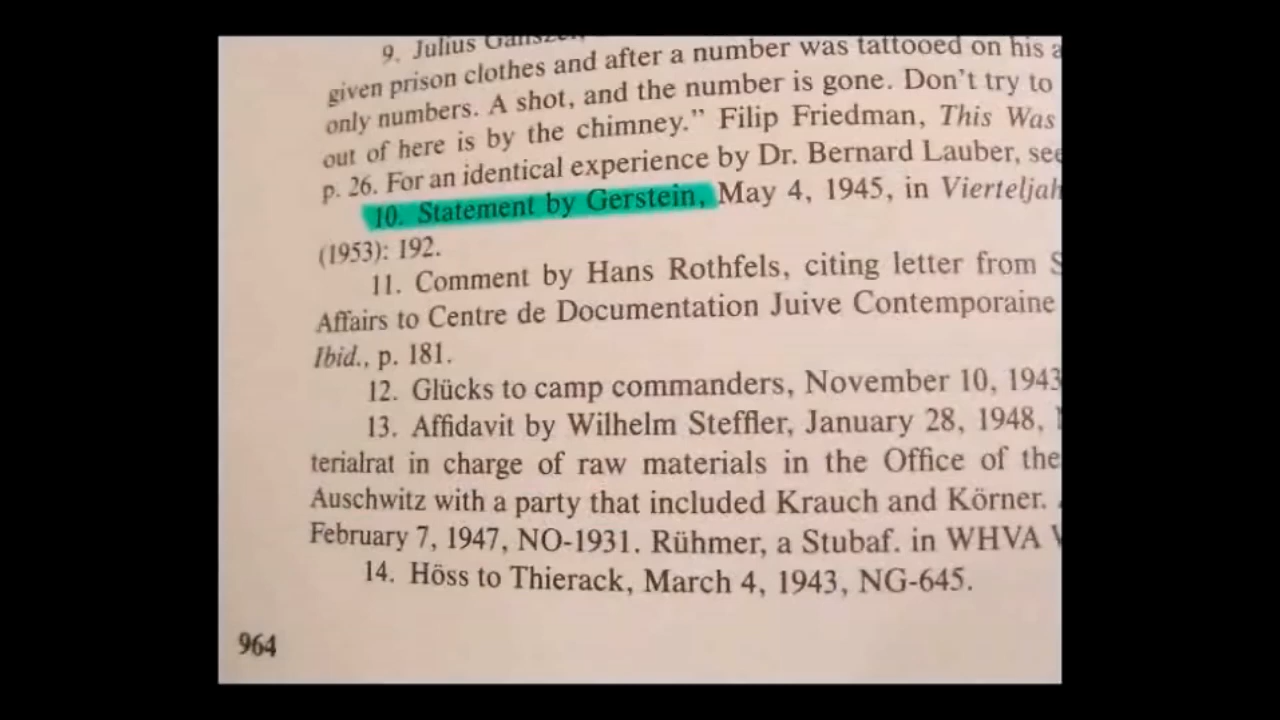 9. Julius
given prison clothes and after a number was tattooed on his
only numbers. A shot, and the number is gone. Don't try to
out of here is by the chimney." Filip Friedman, This Was
p. 26. For an identical experience by Dr. Bernard Lauber, see
10. Statement by Gerstein, May 4, 1945, in Vierteljah
(1953): 192.
11. Comment by Hans Rothfels, citing letter from S
Affairs to Centre de Documentation Juive Contemporaine
Ibid., p. 181.
12. Glücks to camp commanders, November 10, 1943
13. Affidavit by Wilhelm Steffler, January 28, 1948,
terialrat in charge of raw materials in the Office of the
Auschwitz with a party that included Krauch and Körner.
February 7, 1947, NO-1931. Rühmer, a Stubaf. in WHVA
14. Höss to Thierack, March 4, 1943, NG-645.
964